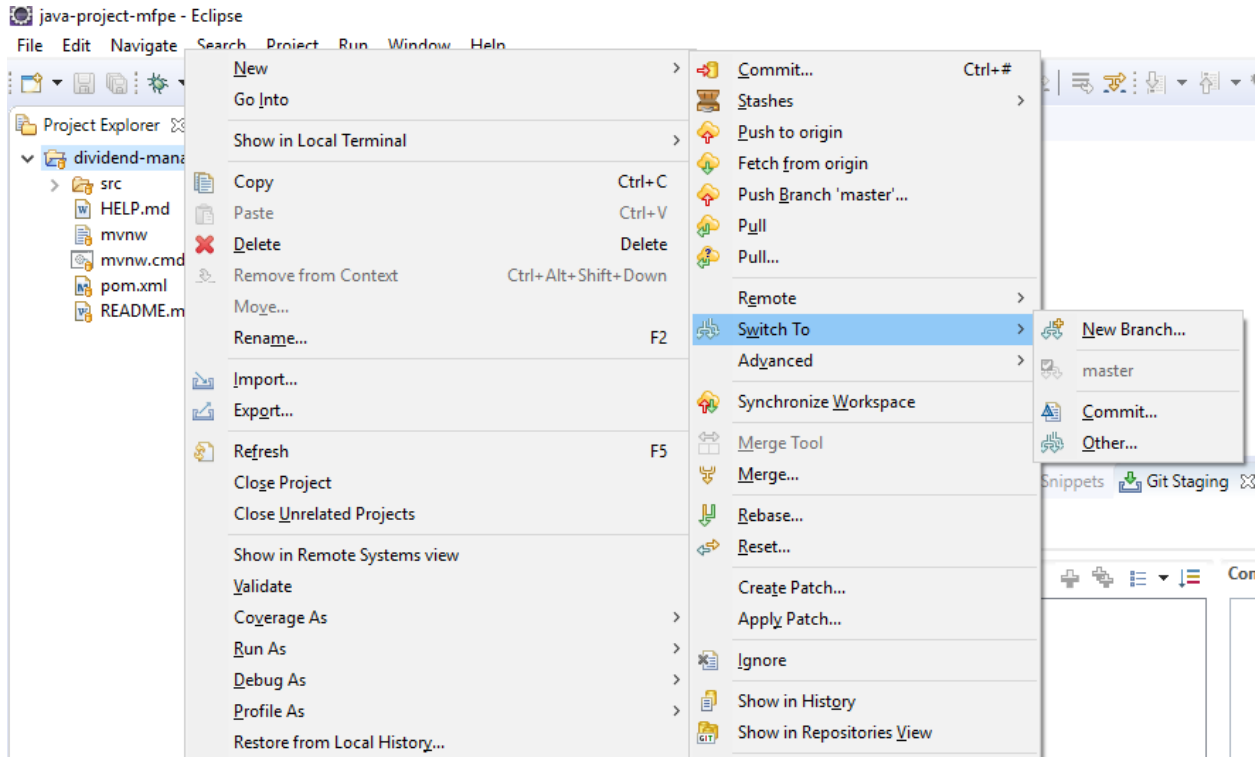 java-project-mfpe - Eclipse
File Edit Navigate Search Project Run Window Help
Project Explorer
dividend-mana
src
HELP.md
mvnw
mvnw.cmd
pom.xml
README.m
New
Go Into
Show in Local Terminal
Copy Ctrl+C
Paste Ctrl+V
Delete Delete
Remove from Context Ctrl+Alt+Shift+Down
Move...
Rename... F2
Import...
Export...
Refresh F5
Close Project
Close Unrelated Projects
Show in Remote Systems view
Validate
Coverage As
Run As
Debug As
Profile As
Restore from Local History...
Commit... Ctrl+#
Stashes
Push to origin
Fetch from origin
Push Branch 'master'...
Pull
Pull...
Remote
Switch To
Advanced
Synchronize Workspace
Merge Tool
Merge...
Rebase...
Reset...
Create Patch...
Apply Patch...
Ignore
Show in History
Show in Repositories View
New Branch...
master
Commit...
Other...
Snippets Git Staging
Con